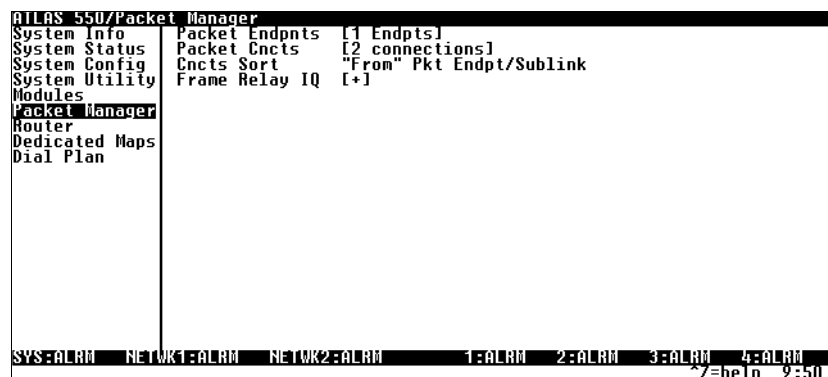 ATLAS 550/Packet Manager
System Info
System Status
System Config
System Utility
Modules
Packet Manager
Router
Dedicated Maps
Dial Plan
Packet Endpnts [1 Endpts]
Packet Cncts [2 connections]
Cncts Sort "From" Pkt Endpt/Sublink
Frame Relay IQ [+]
SYS:ALRM NETWK1:ALRM NETWK2:ALRM 1:ALRM 2:ALRM 3:ALRM 4:ALRM
^Z=help 9:50